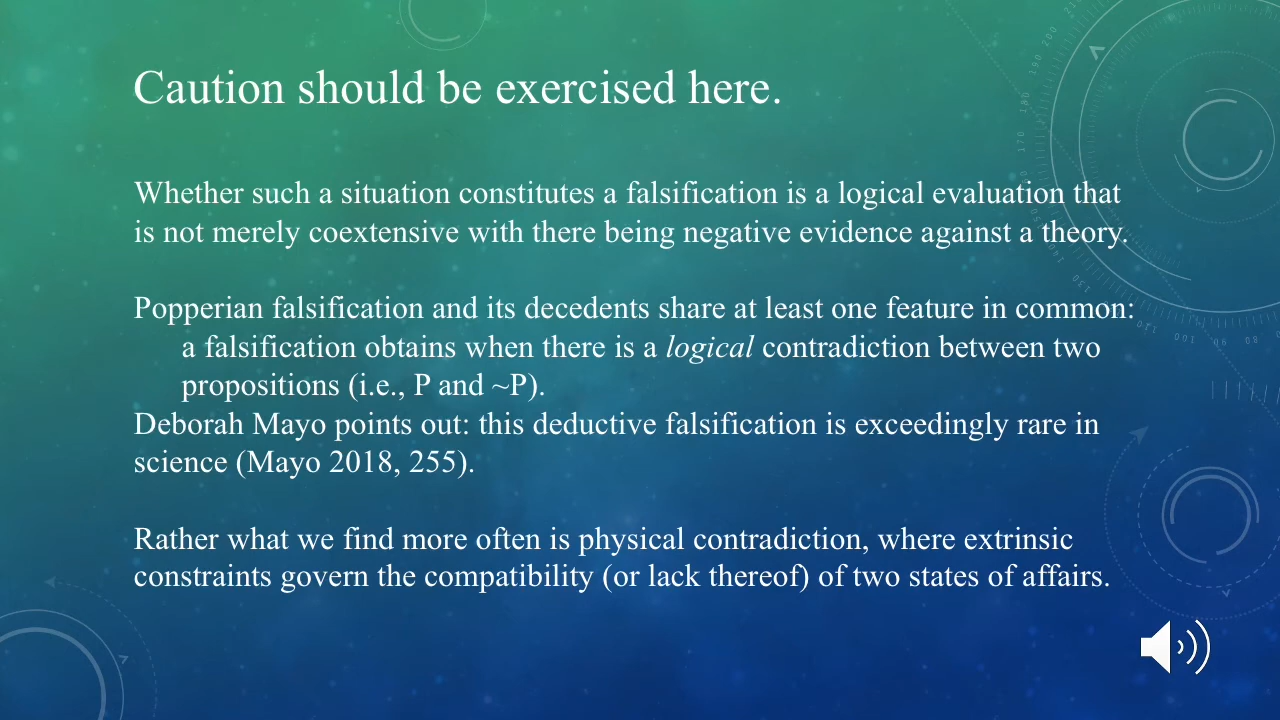 Caution should be exercised here.
Whether such a situation constitutes a falsification is a logical evaluation that
is not merely coextensive with there being negative evidence against a theory.
Popperian falsification and its decedents share at least one feature in common:
a falsification obtains when there is a logical contradiction between two
propositions (i.e., P and ~P).
Deborah Mayo points out: this deductive falsification is exceedingly rare in
science (Mayo 2018, 255).
Rather what we find more often is physical contradiction, where extrinsic
constraints govern the compatibility (or lack thereof) of two states of affairs.